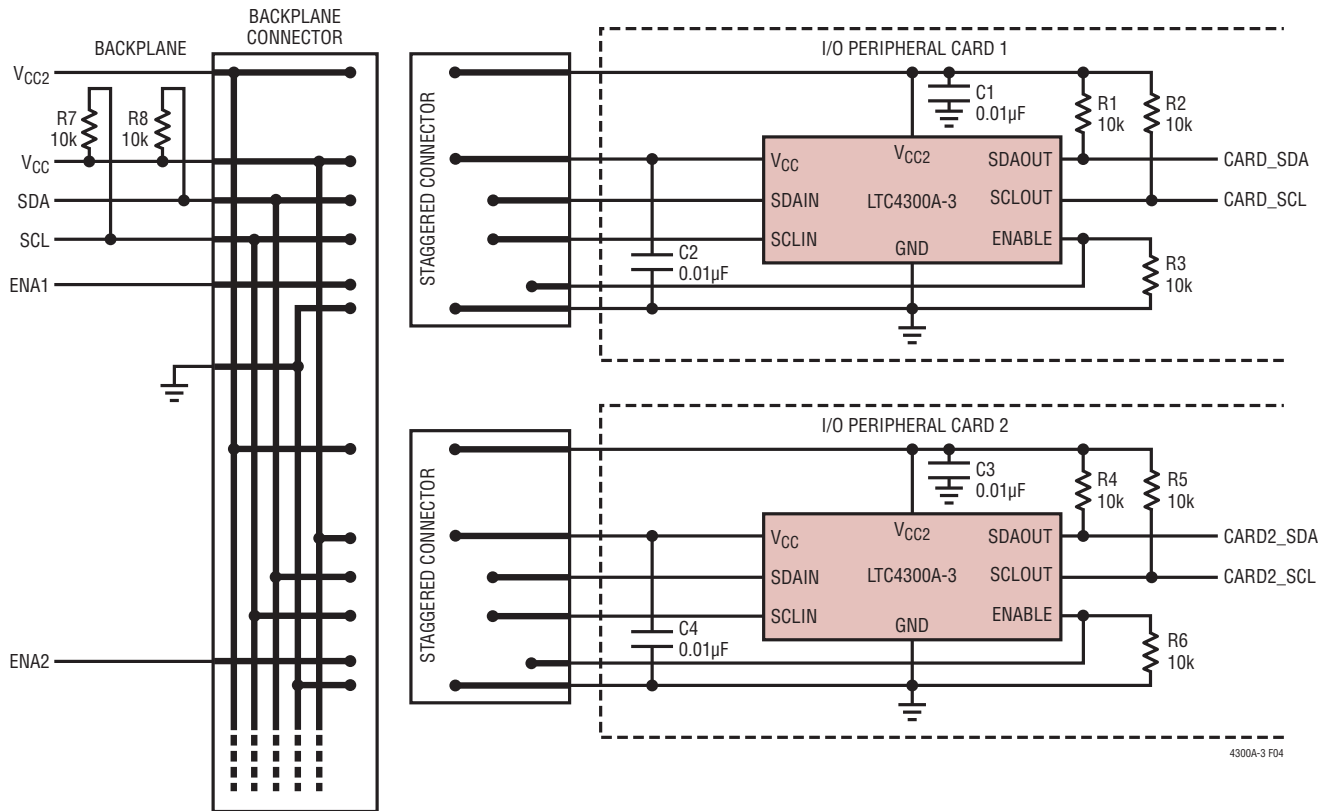 BACKPLANE
CONNECTOR
BACKPLANE
VCC2
R7
10k
R8
10k
VCC
SDA
SCL
ENA1
ENA2
STAGGERED CONNECTOR
I/O PERIPHERAL CARD 1
C1
0.01µF
R1
10k
R2
10k
VCC
VCC2
SDAOUT
SDAIN
LTC4300A-3
SCLOUT
SCLIN
GND
ENABLE
CARD_SDA
CARD_SCL
C2
0.01µF
R3
10k
STAGGERED CONNECTOR
I/O PERIPHERAL CARD 2
C3
0.01µF
R4
10k
R5
10k
VCC
VCC2
SDAOUT
SDAIN
LTC4300A-3
SCLOUT
SCLIN
GND
ENABLE
CARD2_SDA
CARD2_SCL
C4
0.01µF
R6
10k
4300A-3 F04